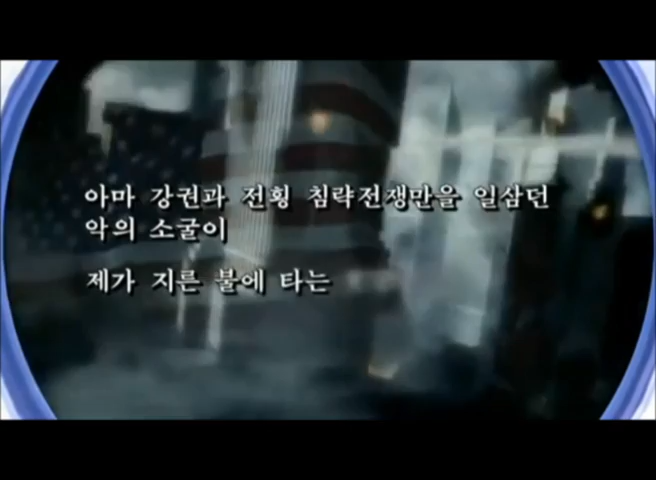 아마 강권과 전횡 침략전쟁만을 일삼던
악의 소굴이
제가 지른 불에 타는